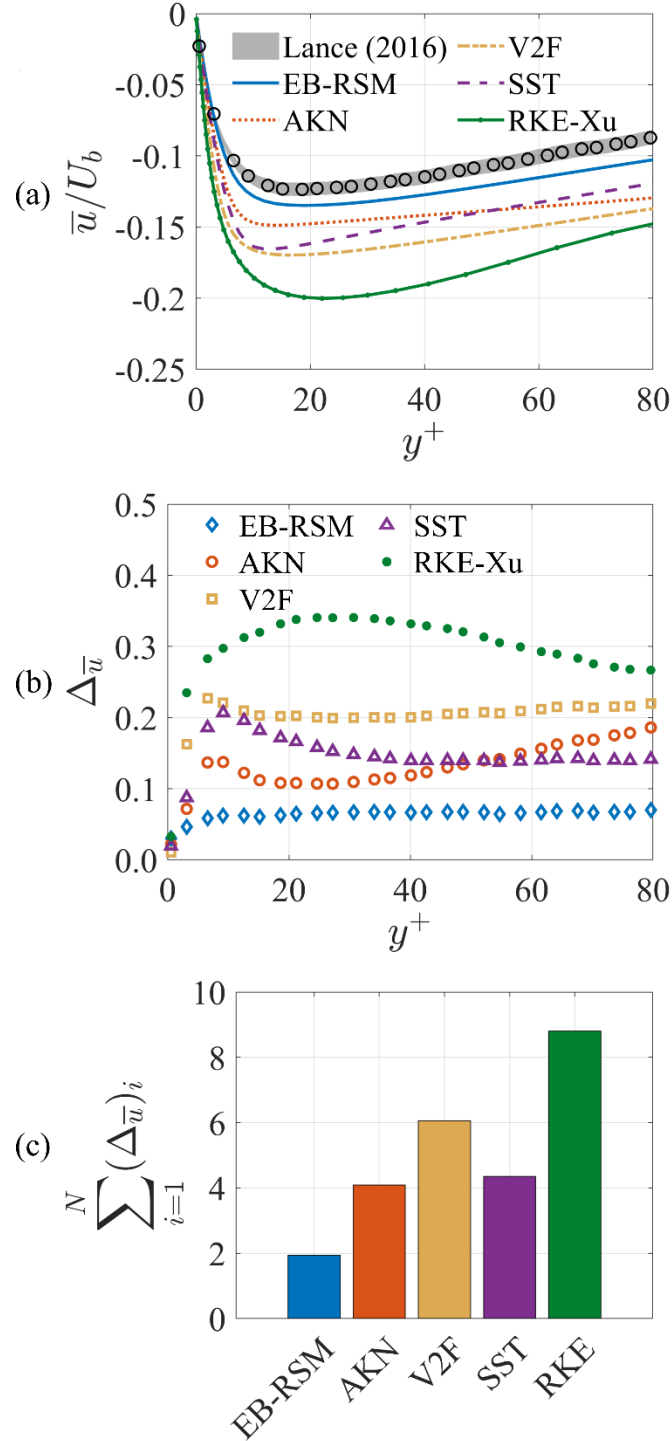 (a)
u̅/U_b
0
-0.05
-0.1
-0.15
-0.2
-0.25
Lance (2016) V2F
EB-RSM SST
AKN RKE-Xu
0 20 40 60 80
y⁺
(b)
Δ_u̅
0.5
0.4
0.3
0.2
0.1
0.0
EB-RSM SST
AKN RKE-Xu
V2F
0 20 40 60 80
y⁺
(c)
∑_{i=1}^{N}(Δ_u̅)_i
10
8
6
4
2
0
EB-RSM AKN V2F SST RKE